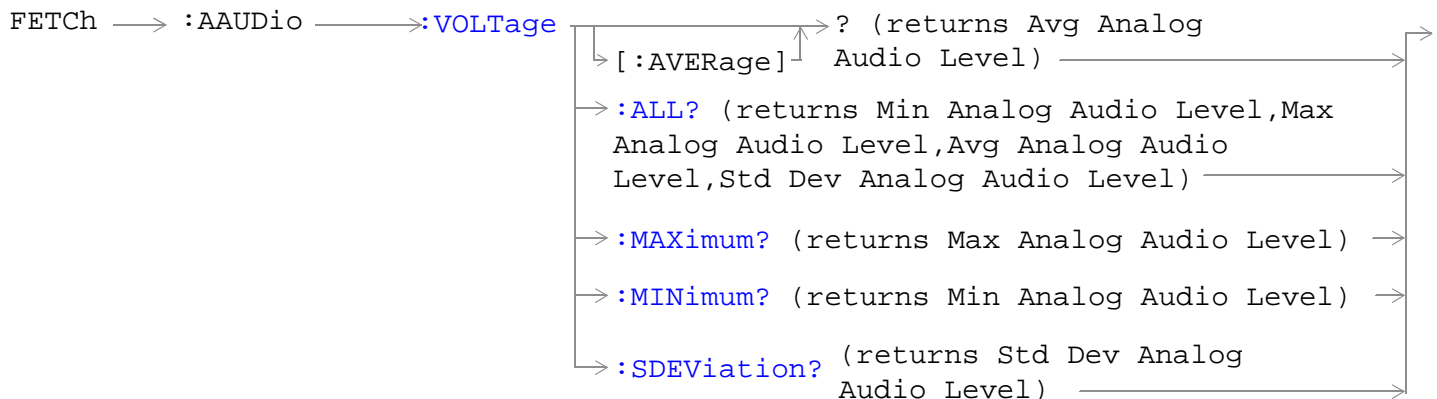 FETCh :AAUDio :VOLTage ? (returns Avg Analog
[:AVERage] Audio Level)
:ALL? (returns Min Analog Audio Level,Max
Analog Audio Level,Avg Analog Audio
Level,Std Dev Analog Audio Level)
:MAXimum? (returns Max Analog Audio Level)
:MINimum? (returns Min Analog Audio Level)
:SDEViation? (returns Std Dev Analog
Audio Level)